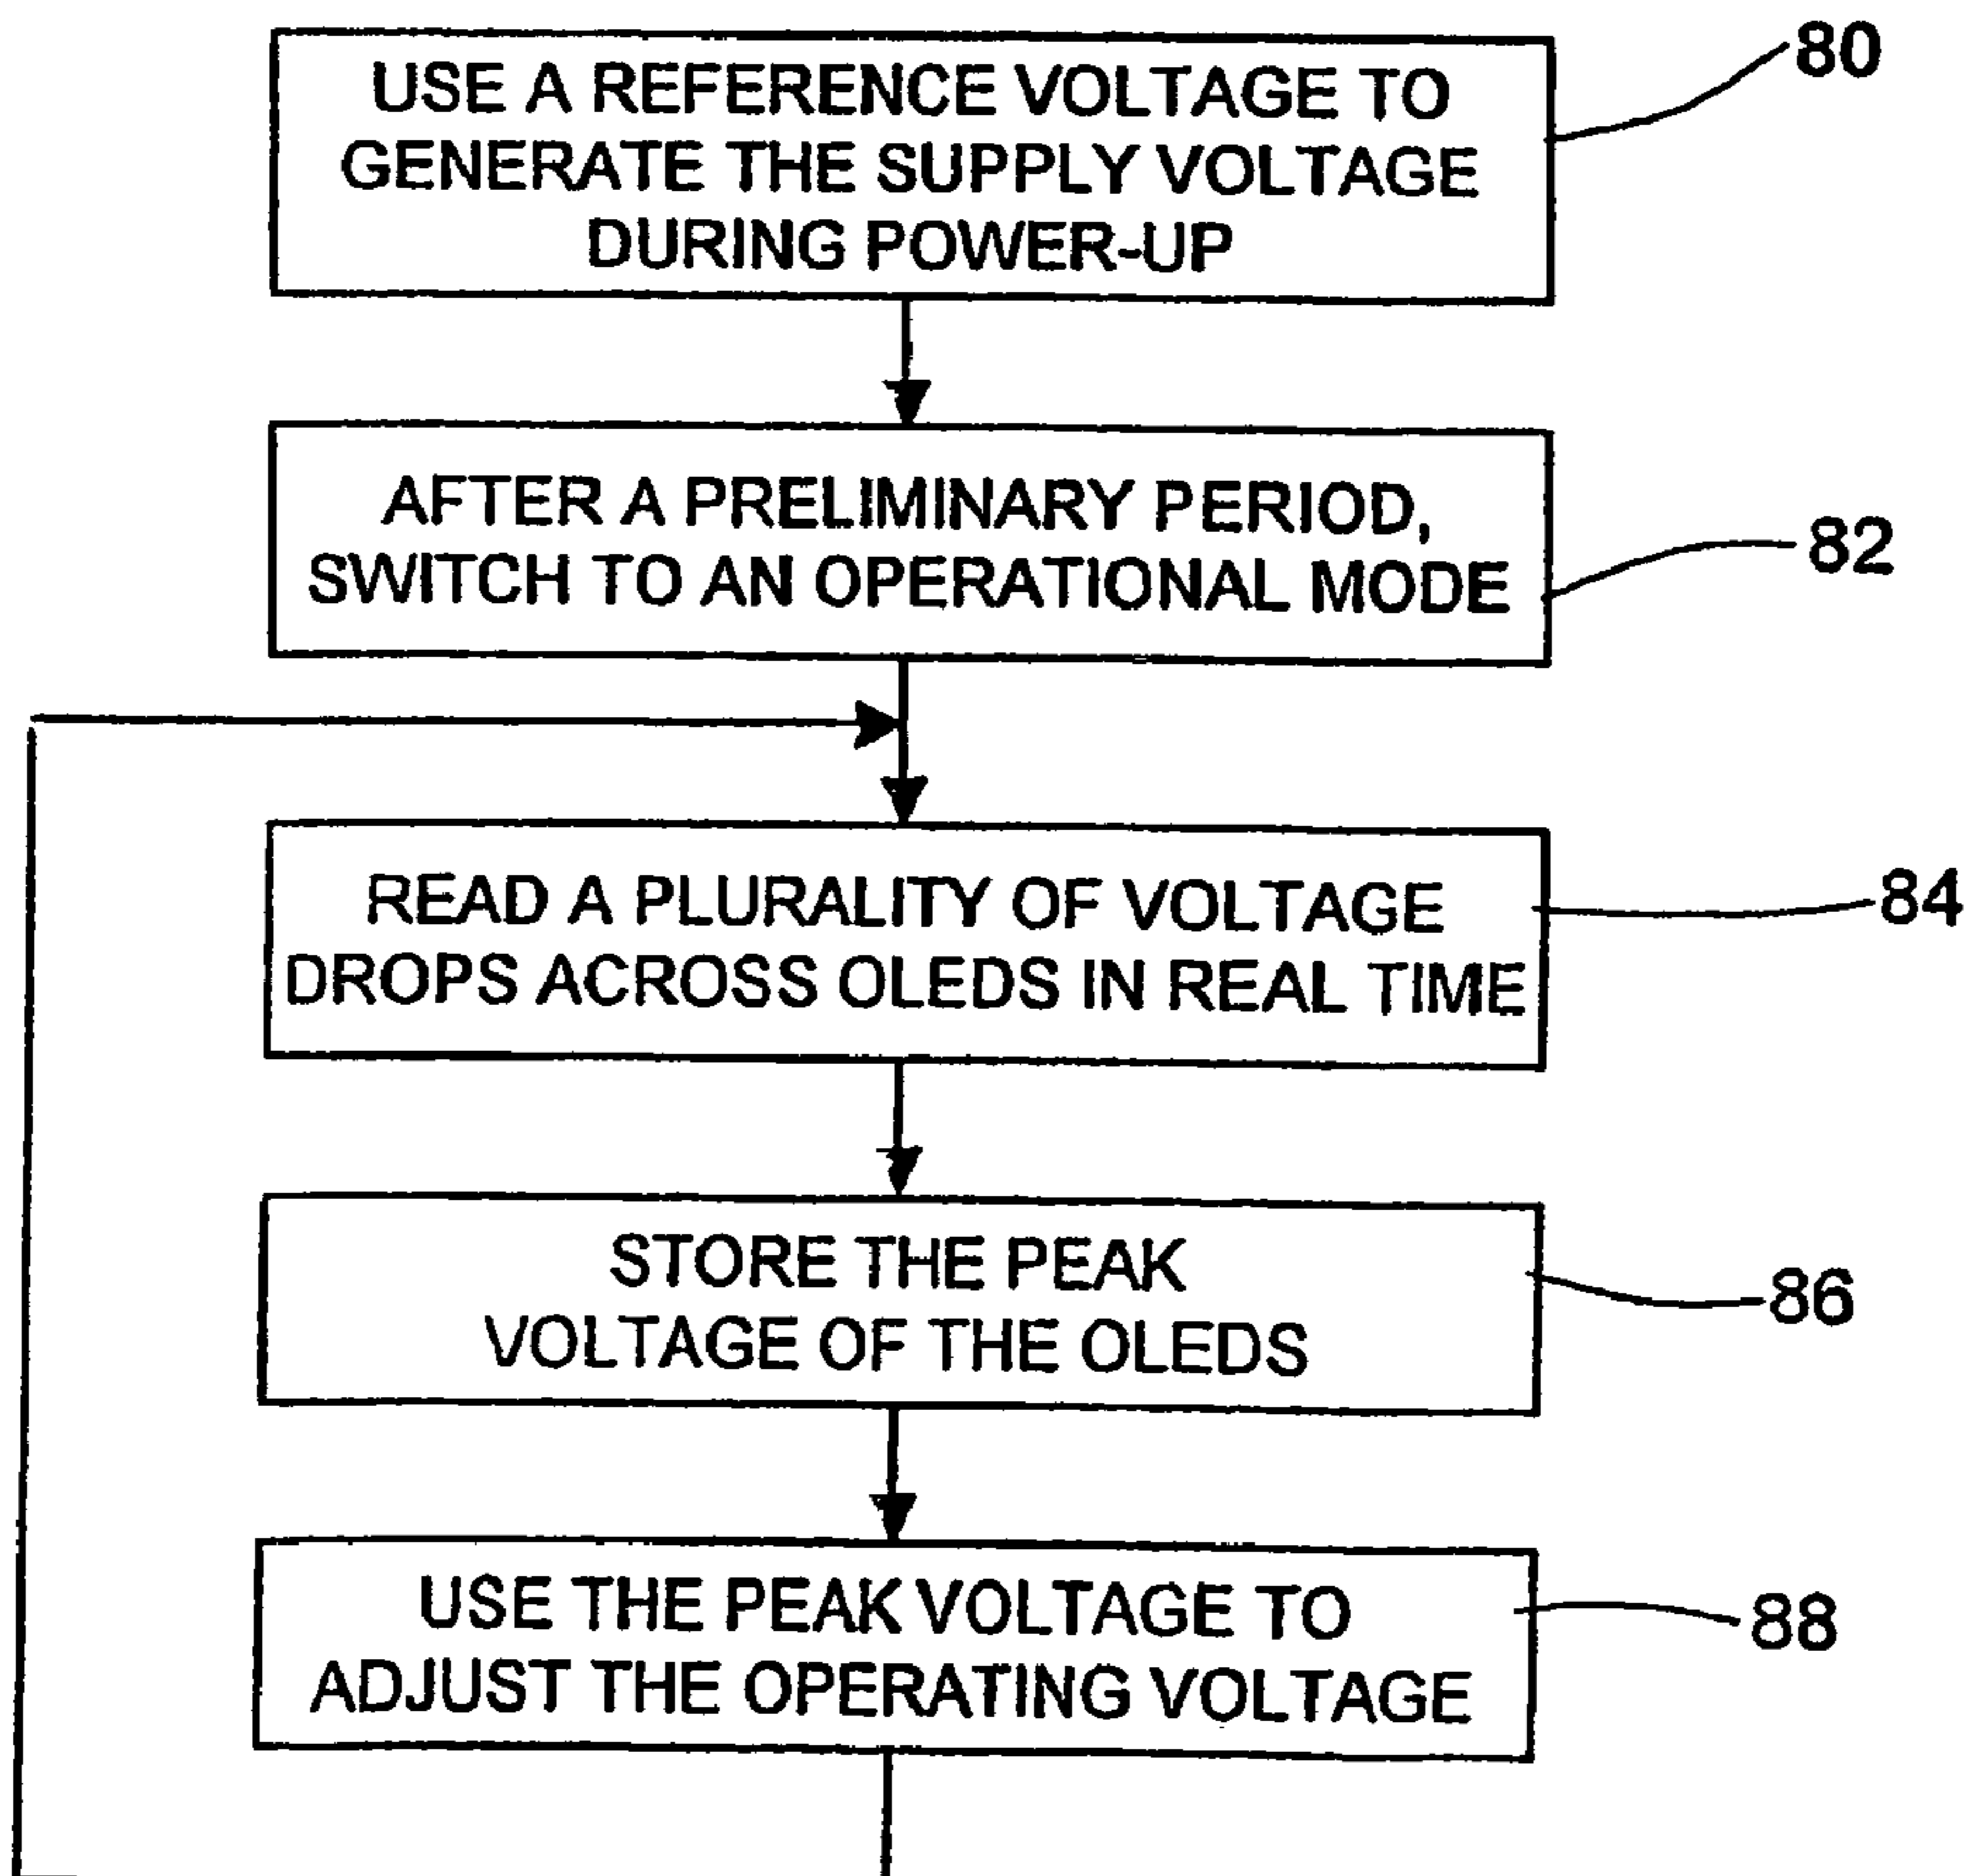 USE A REFERENCE VOLTAGE TO
GENERATE THE SUPPLY VOLTAGE
DURING POWER-UP
80
AFTER A PRELIMINARY PERIOD,
SWITCH TO AN OPERATIONAL MODE
82
READ A PLURALITY OF VOLTAGE
DROPS ACROSS OLEDS IN REAL TIME
84
STORE THE PEAK
VOLTAGE OF THE OLEDS
86
USE THE PEAK VOLTAGE TO
ADJUST THE OPERATING VOLTAGE
88